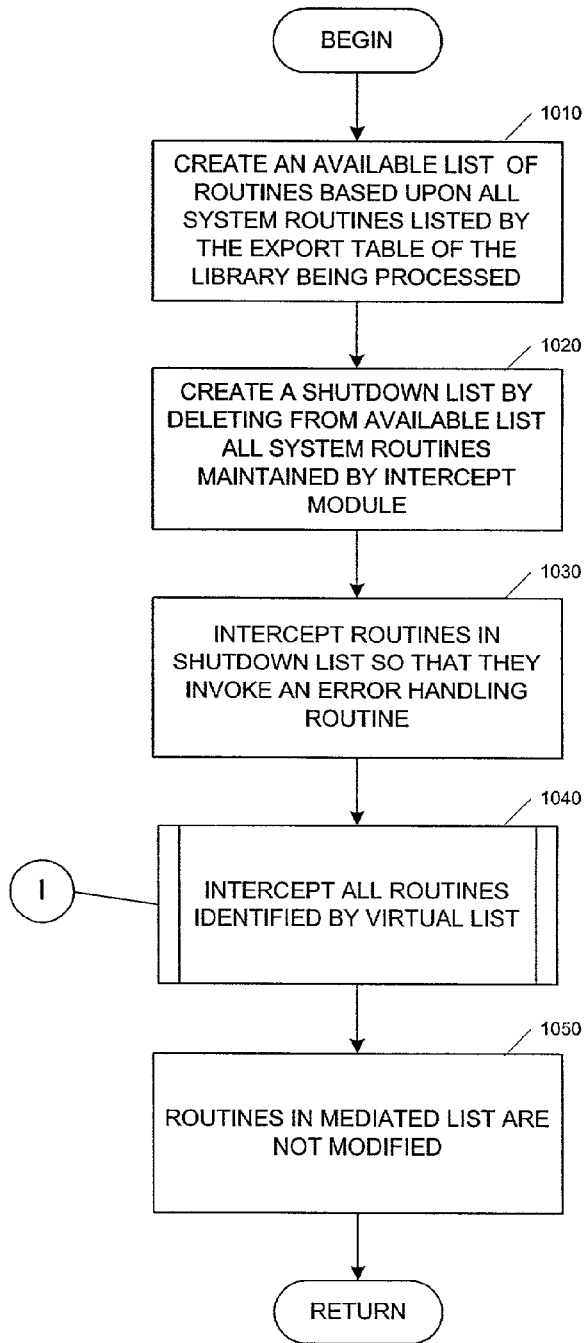 BEGIN
1010
CREATE AN AVAILABLE LIST OF
ROUTINES BASED UPON ALL
SYSTEM ROUTINES LISTED BY
THE EXPORT TABLE OF THE
LIBRARY BEING PROCESSED
1020
CREATE A SHUTDOWN LIST BY
DELETING FROM AVAILABLE LIST
ALL SYSTEM ROUTINES
MAINTAINED BY INTERCEPT
MODULE
1030
INTERCEPT ROUTINES IN
SHUTDOWN LIST SO THAT THEY
INVOKE AN ERROR HANDLING
ROUTINE
1040
I
INTERCEPT ALL ROUTINES
IDENTIFIED BY VIRTUAL LIST
1050
ROUTINES IN MEDIATED LIST ARE
NOT MODIFIED
RETURN